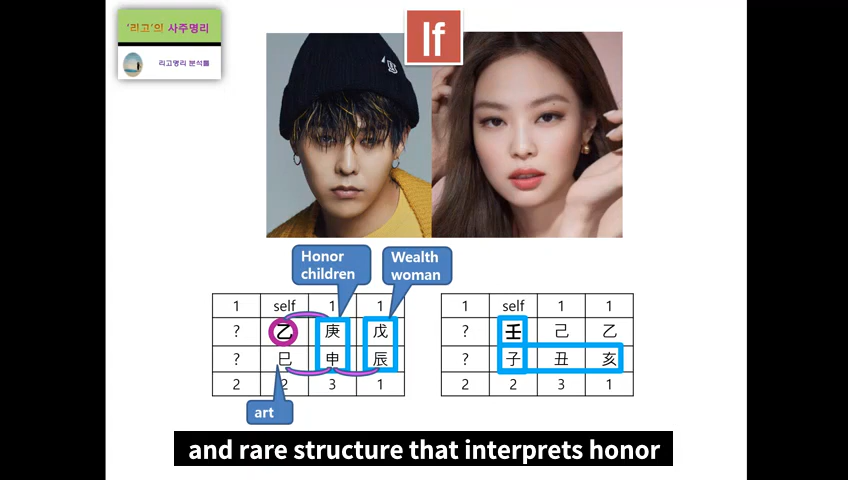 '리고'의 사주명리
리고명리 분석툴
If
Honor
children
Wealth
woman
1 self 1 1
? 乙 庚 戊
? 巳 申 辰
2 2 3 1
art
1 self 1 1
? 壬 己 乙
? 子 丑 亥
2 2 3 1
and rare structure that interprets honor